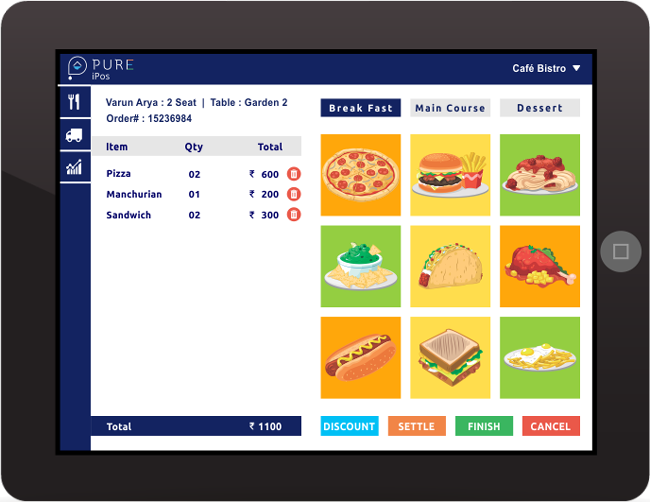 PURE
iPos
Café Bistro
Varun Arya : 2 Seat | Table : Garden 2
Order# : 15236984
Item Qty Total
Pizza 02 ₹ 600
Manchurian 01 ₹ 200
Sandwich 02 ₹ 300
Total ₹ 1100
Break Fast Main Course Dessert
DISCOUNT SETTLE FINISH CANCEL